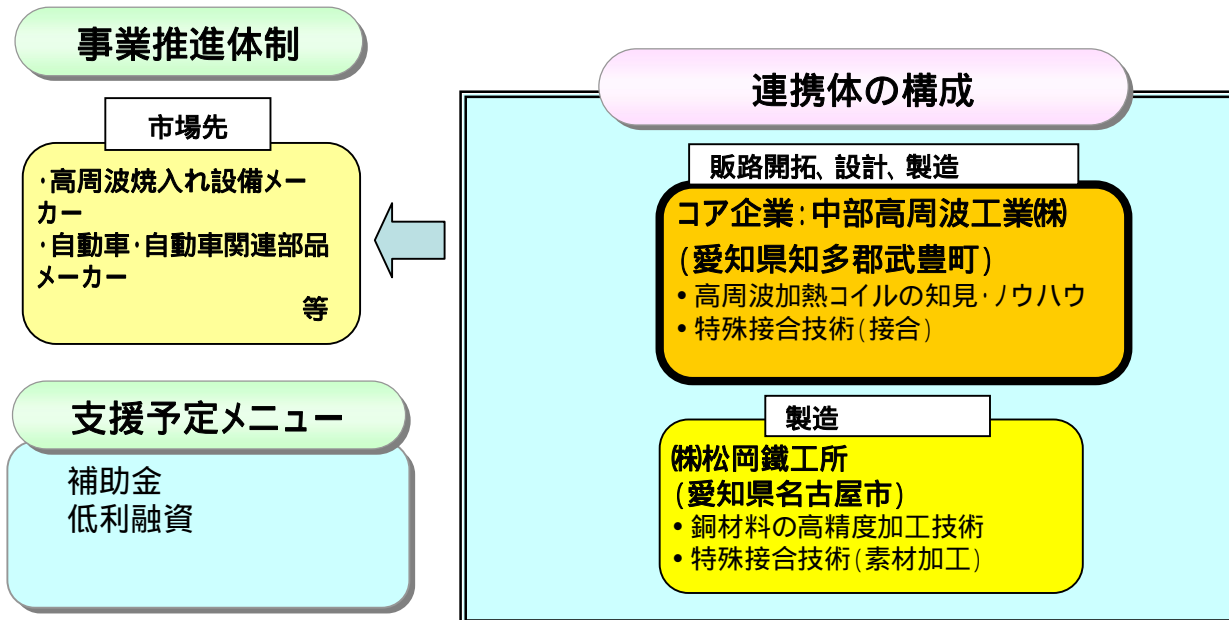 事業推進体制
市場先
・高周波焼入れ設備メー
カー
・自動車・自動車関連部品
メーカー
等
支援予定メニュー
補助金
低利融資
連携体の構成
販路開拓、設計、製造
コア企業：中部高周波工業㈱
(愛知県知多郡武豊町)
• 高周波加熱コイルの知見・ノウハウ
• 特殊接合技術(接合)
製造
㈱松岡鐵工所
(愛知県名古屋市)
• 銅材料の高精度加工技術
• 特殊接合技術(素材加工)